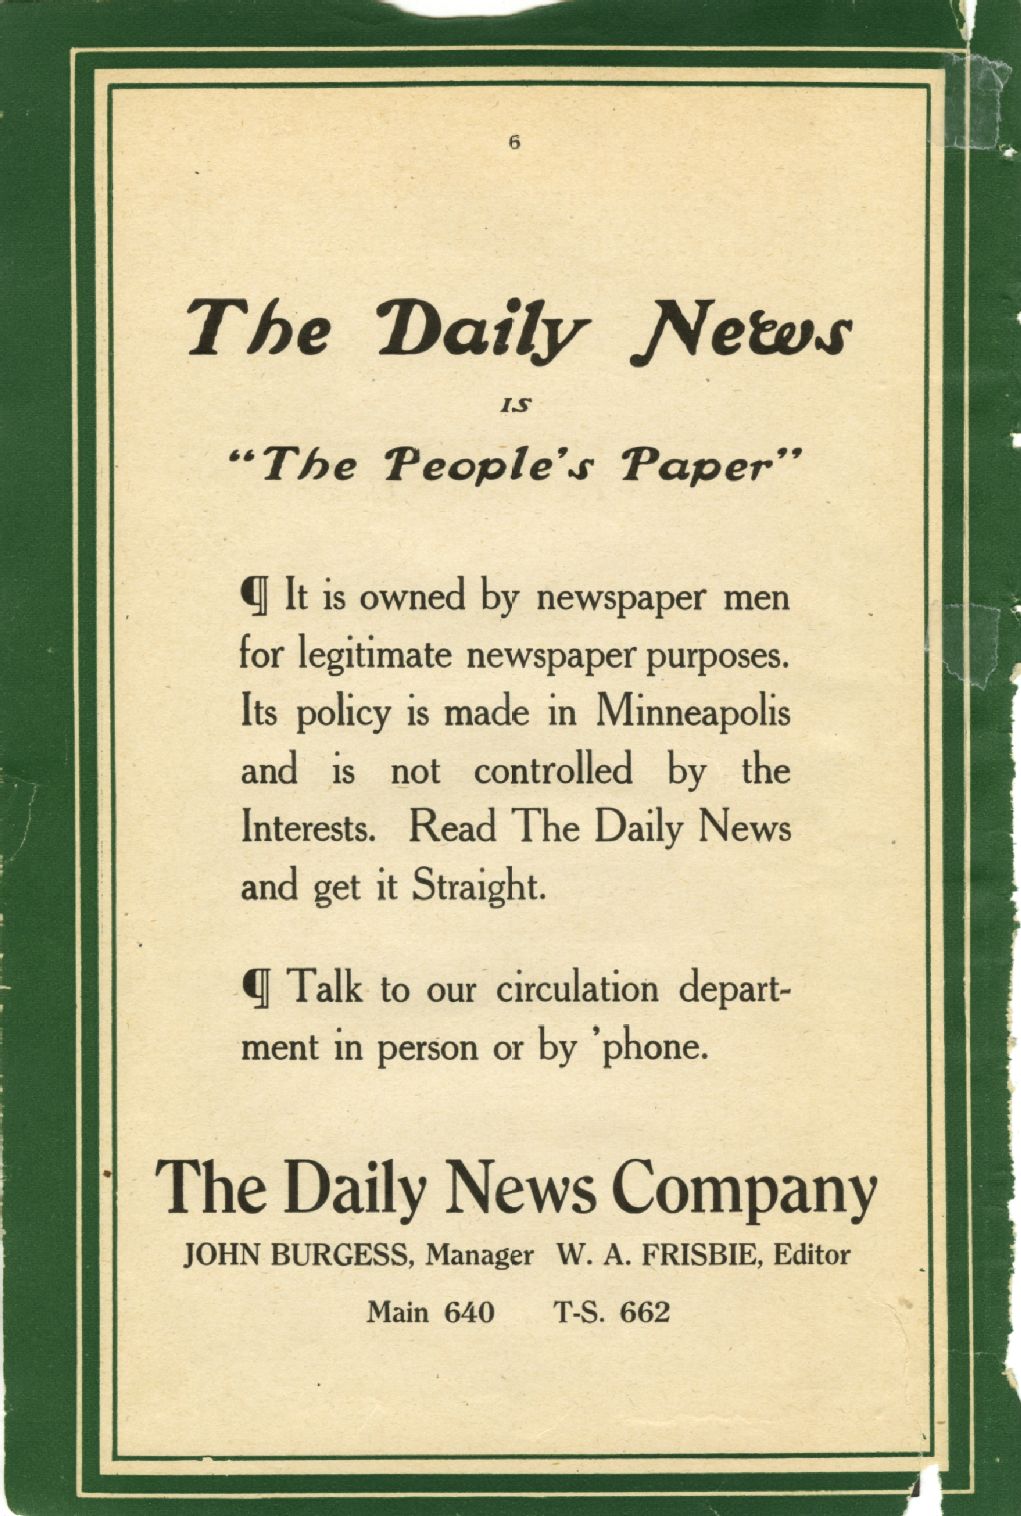 6
The Daily News
IS
“The People's Paper”
¶ It is owned by newspaper men
for legitimate newspaper purposes.
Its policy is made in Minneapolis
and is not controlled by the
Interests. Read The Daily News
and get it Straight.
¶ Talk to our circulation depart-
ment in person or by 'phone.
The Daily News Company
JOHN BURGESS, Manager W. A. FRISBIE, Editor
Main 640 T-S. 662